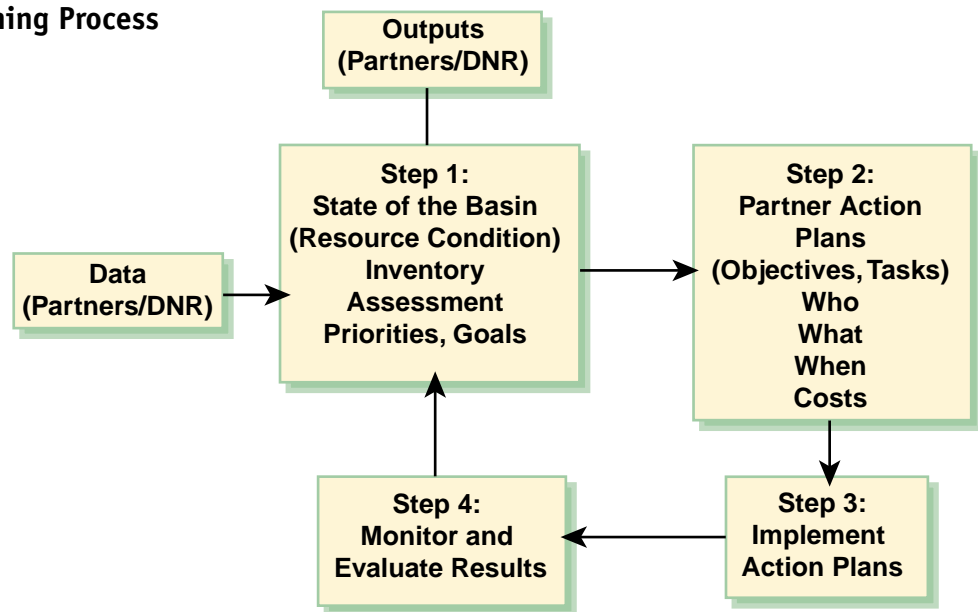 ning Process
Outputs
(Partners/DNR)
Step 1:
State of the Basin
(Resource Condition)
Inventory
Assessment
Priorities, Goals
Step 2:
Partner Action
Plans
(Objectives, Tasks)
Who
What
When
Costs
Data
(Partners/DNR)
Step 3:
Implement
Action Plans
Step 4:
Monitor and
Evaluate Results